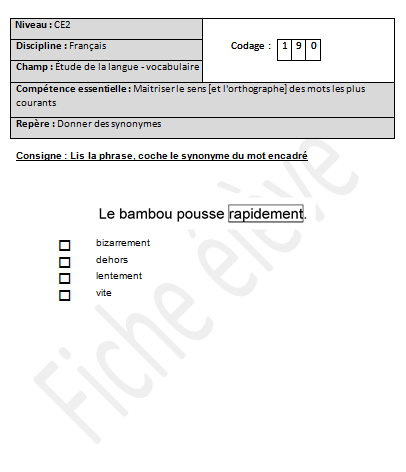 Niveau : CE2
Discipline : Français
Codage : 1 9 0
Champ : Étude de la langue - vocabulaire
Compétence essentielle : Maitriser le sens [et l'orthographe] des mots les plus
courants
Repère : Donner des synonymes
Consigne : Lis la phrase, coche le synonyme du mot encadré
Le bambou pousse rapidement.
bizarrement
dehors
lentement
vite
Fiche élève